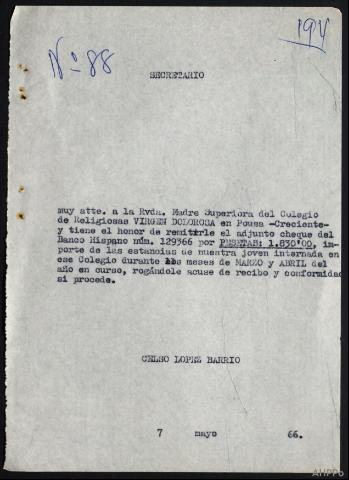 Nº 88
194
SECRETARIO
muy atte. a la Rvda. Madre Superiora del Colegio
de Religiosas VIRGEN DOLOROSA en Pousa -Creciente-
y tiene el honor de remitirle el adjunto cheque del
Banco Hispano núm. 129366 por PESETAS: 1.830'00, im-
porte de las estancias de nuestra joven internada en
ese Colegio durante los meses de MARZO y ABRIL del
año en curso, rogándole acuse de recibo y conformidad
si procede.
CELSO LOPEZ BARRIO
7 mayo 66.
AHPPo